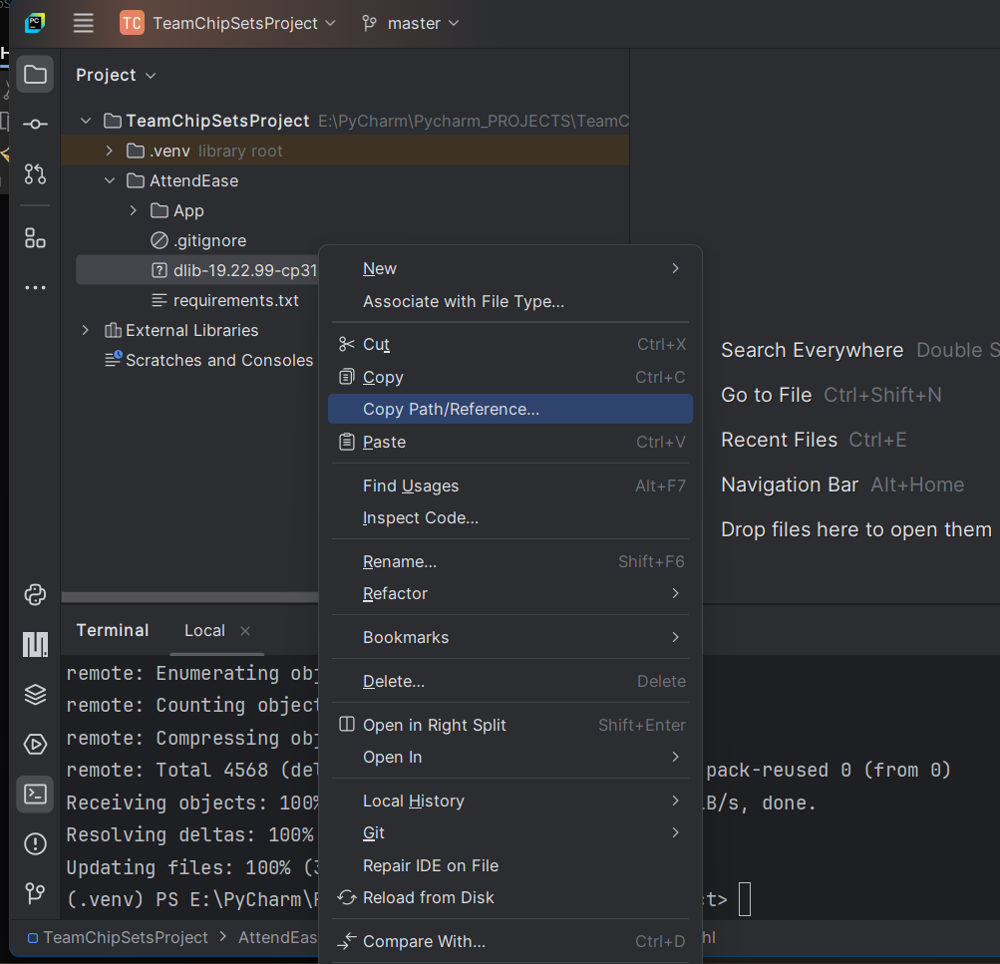 PC
TC TeamChipSetsProject master
Project
TeamChipSetsProject E:\PyCharm\Pycharm_PROJECTS\TeamC
.venv library root
AttendEase
App
.gitignore
dlib-19.22.99-cp31
requirements.txt
External Libraries
Scratches and Consoles
New
Associate with File Type...
Cut Ctrl+X
Copy Ctrl+C
Copy Path/Reference...
Paste Ctrl+V
Find Usages Alt+F7
Inspect Code...
Rename... Shift+F6
Refactor
Bookmarks
Delete... Delete
Open in Right Split Shift+Enter
Open In
Local History
Git
Repair IDE on File
Reload from Disk
Compare With... Ctrl+D
Search Everywhere Double S
Go to File Ctrl+Shift+N
Recent Files Ctrl+E
Navigation Bar Alt+Home
Drop files here to open them
Terminal Local
remote: Enumerating obj
remote: Counting object
remote: Compressing obj
remote: Total 4568 (del pack-reused 0 (from 0)
Receiving objects: 100% B/s, done.
Resolving deltas: 100%
Updating files: 100% (3
(.venv) PS E:\PyCharm\P ct>
TeamChipSetsProject > AttendEas hl